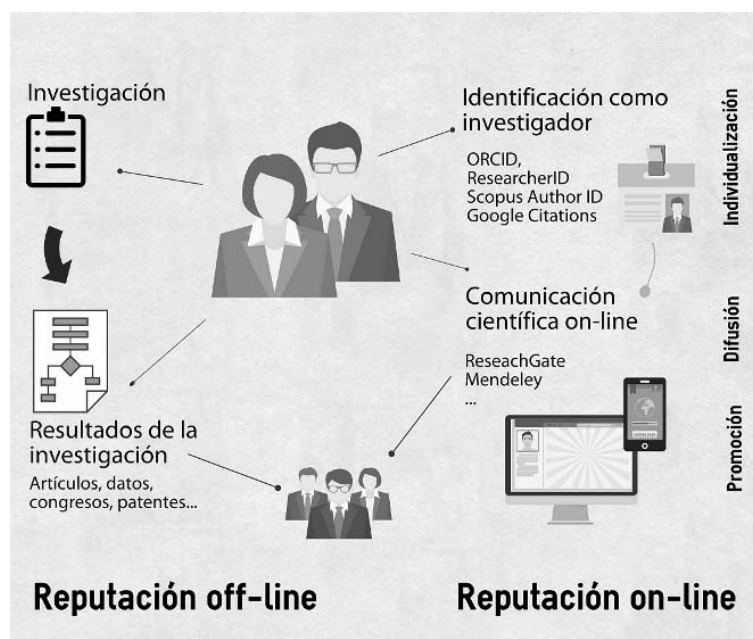 Investigación
Identificación como
investigador
ORCID,
ResearcherID
Scopus Author ID
Google Citations
Individualización
Comunicación
científica on-line
ReseachGate
Mendeley
...
Difusión
Promoción
Resultados de la
investigación
Artículos, datos,
congresos, patentes...
Reputación off-line
Reputación on-line